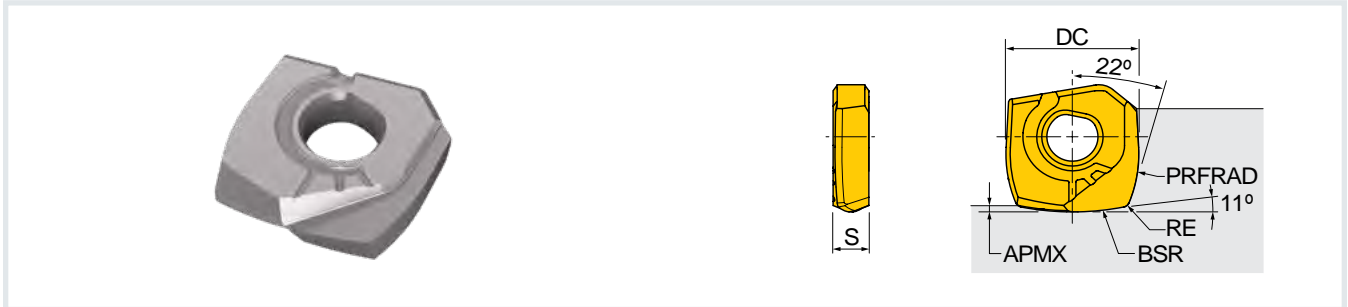 DC
22º
PRFRAD
11º
RE
S
APMX
BSR